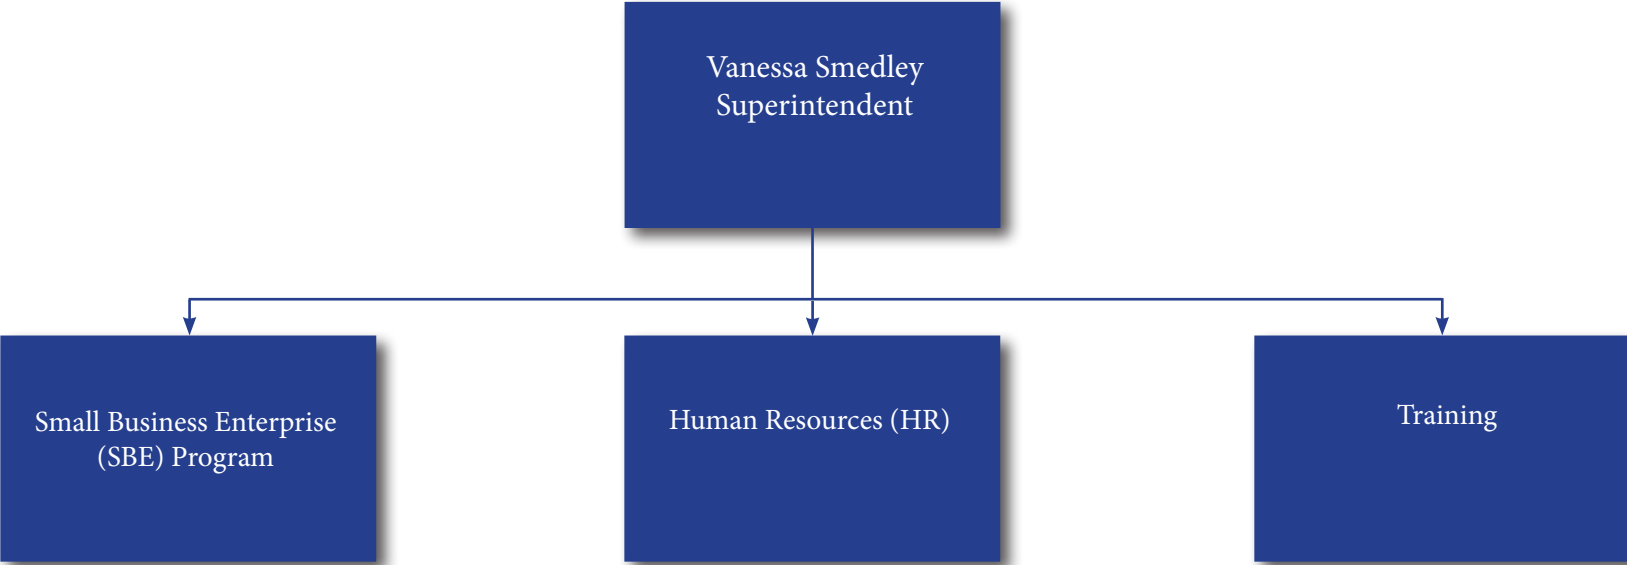 Vanessa Smedley
Superintendent
Small Business Enterprise
(SBE) Program
Human Resources (HR)
Training